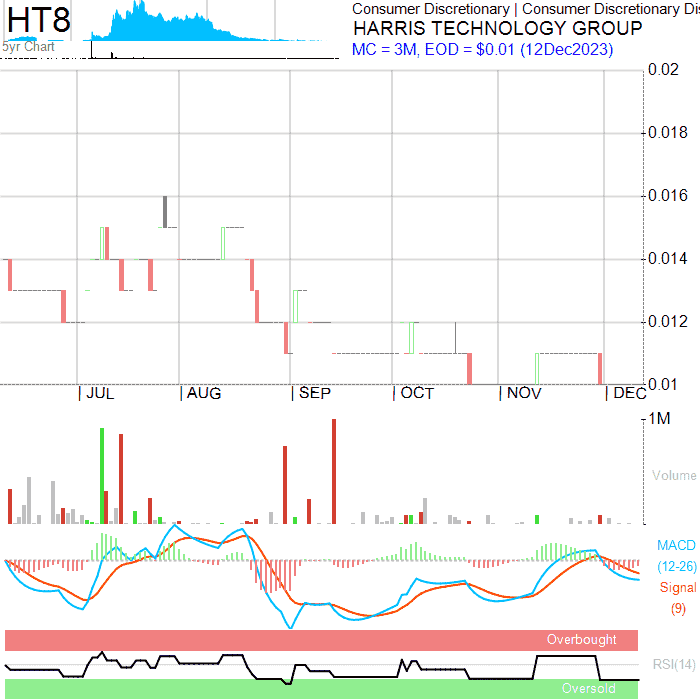 HT8
Consumer Discretionary | Consumer Discretionary Dis
HARRIS TECHNOLOGY GROUP
5yr Chart
MC = 3M, EOD = $0.01 (12Dec2023)
0.02
0.018
0.016
0.014
0.012
0.01
| JUL | AUG | SEP | OCT | NOV | DEC
1M
Volume
MACD
(12-26)
Signal
(9)
Overbought
RSI(14)
Oversold